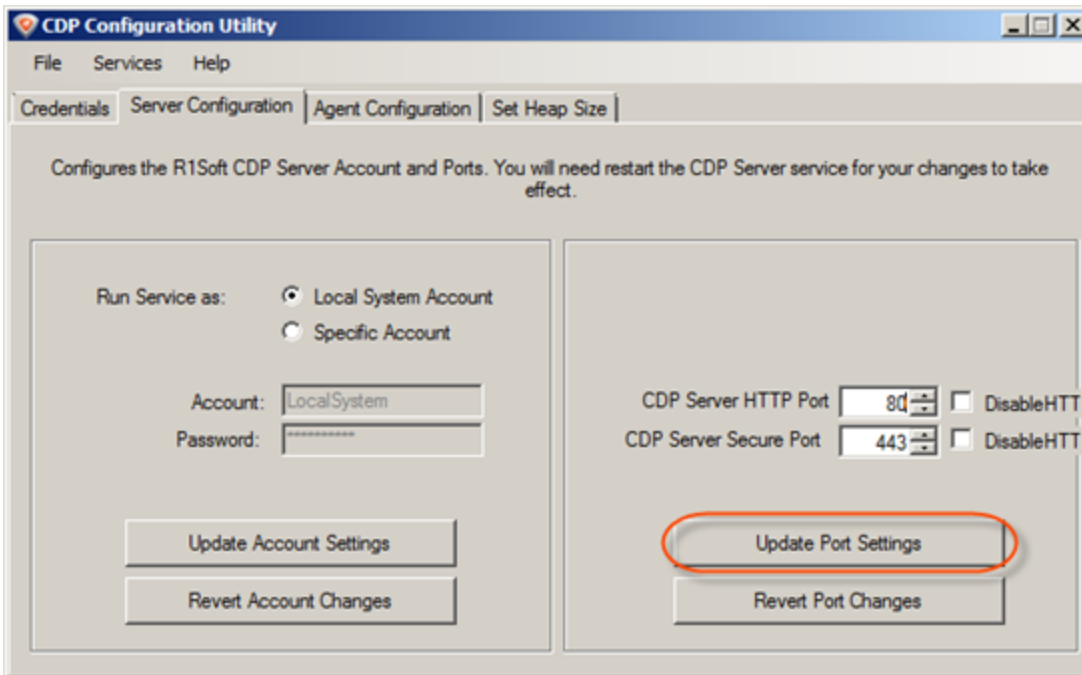 CDP Configuration Utility
File Services Help
Credentials Server Configuration Agent Configuration Set Heap Size
Configures the R1Soft CDP Server Account and Ports. You will need restart the CDP Server service for your changes to take
effect.
Run Service as: Local System Account
Specific Account
Account: LocalSystem
Password: **********
Update Account Settings
Revert Account Changes
CDP Server HTTP Port 80 DisableHTT
CDP Server Secure Port 443 DisableHTT
Update Port Settings
Revert Port Changes